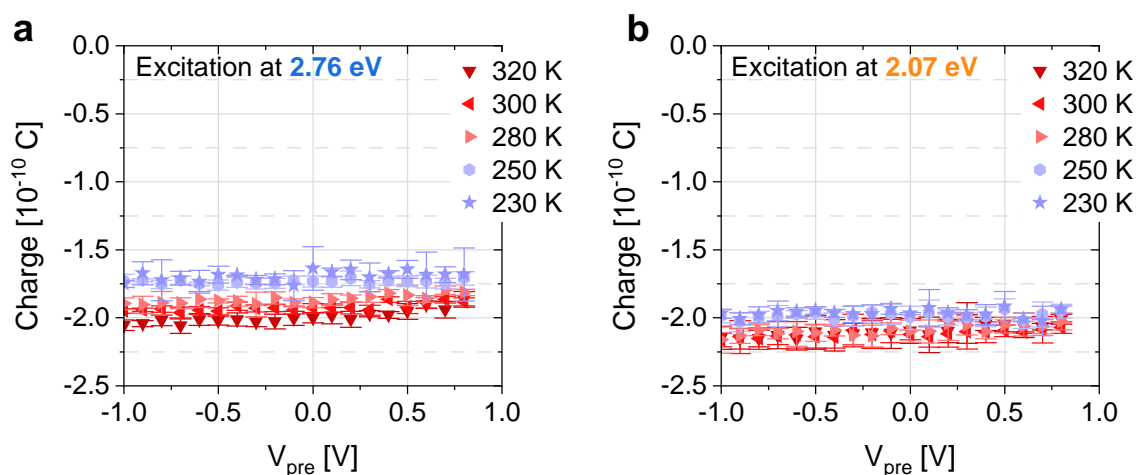 a
Excitation at 2.76 eV
320 K
300 K
280 K
250 K
230 K
0.0
-0.5
-1.0
-1.5
-2.0
-2.5
Charge [10⁻¹⁰ C]
-1.0 -0.5 0.0 0.5 1.0
V_pre [V]
b
Excitation at 2.07 eV
320 K
300 K
280 K
250 K
230 K
0.0
-0.5
-1.0
-1.5
-2.0
-2.5
Charge [10⁻¹⁰ C]
-1.0 -0.5 0.0 0.5 1.0
V_pre [V]